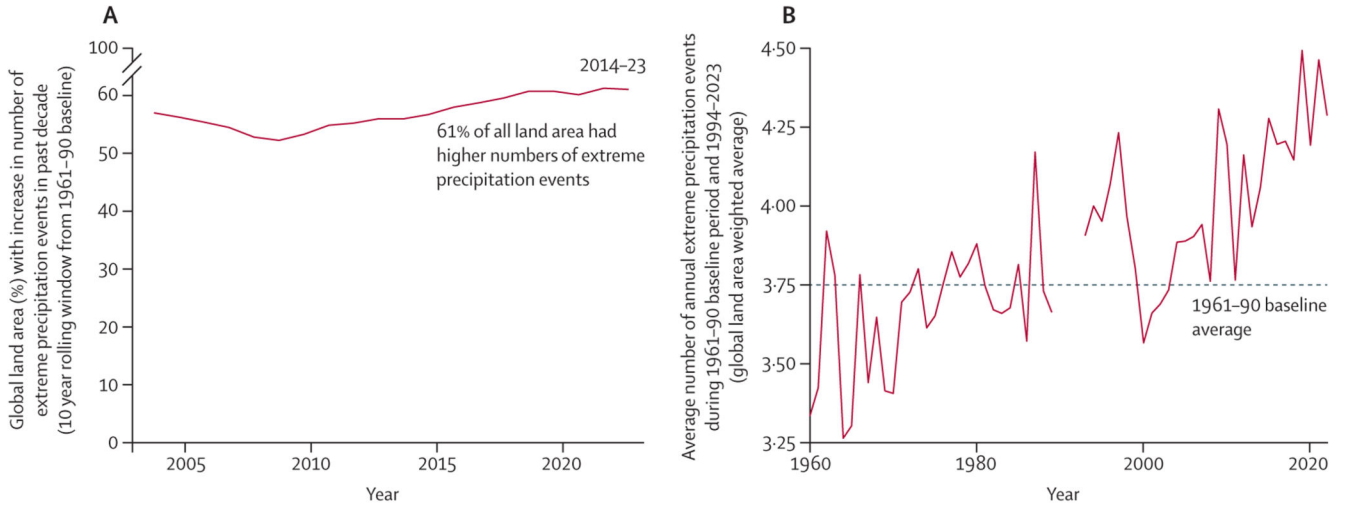 A
Global land area (%) with increase in number of
extreme precipitation events in past decade
(10 year rolling window from 1961–90 baseline)
100
60
50
40
30
20
10
0
2014–23
61% of all land area had
higher numbers of extreme
precipitation events
2005
2010
2015
2020
Year
B
Average number of annual extreme precipitation events
during 1961–90 baseline period and 1994–2023
(global land area weighted average)
4·50
4·25
4·00
3·75
3·50
3·25
1961–90 baseline
average
1960
1980
2000
2020
Year